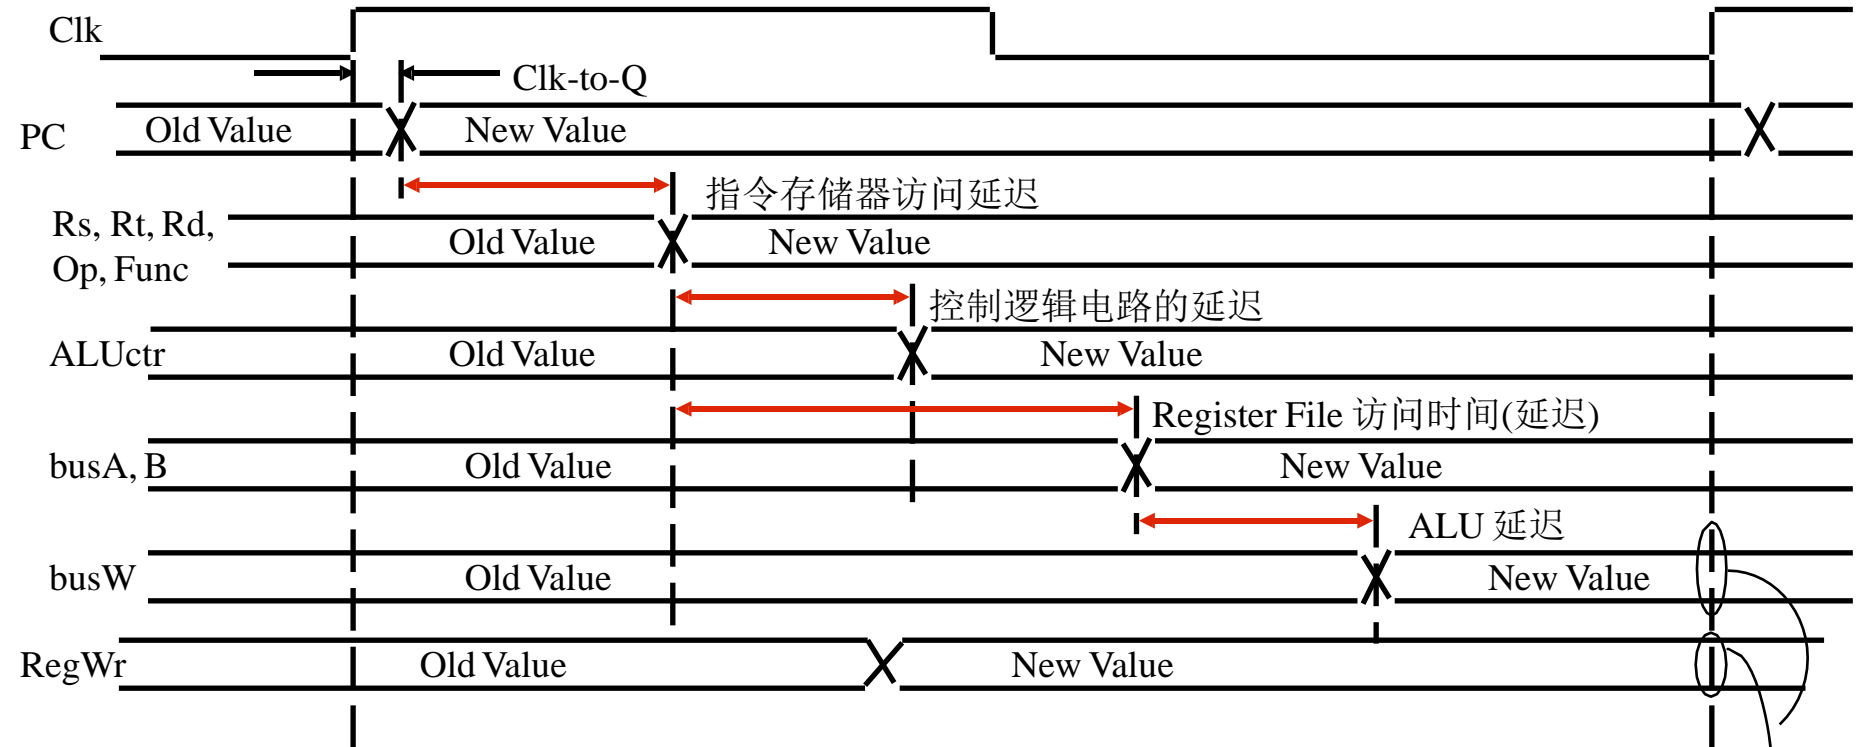 Clk
Clk-to-Q
PC Old Value New Value
指令存储器访问延迟
Rs, Rt, Rd,
Op, Func
Old Value New Value
控制逻辑电路的延迟
ALUctr Old Value New Value
Register File 访问时间(延迟)
busA, B Old Value New Value
ALU 延迟
busW Old Value New Value
RegWr Old Value New Value